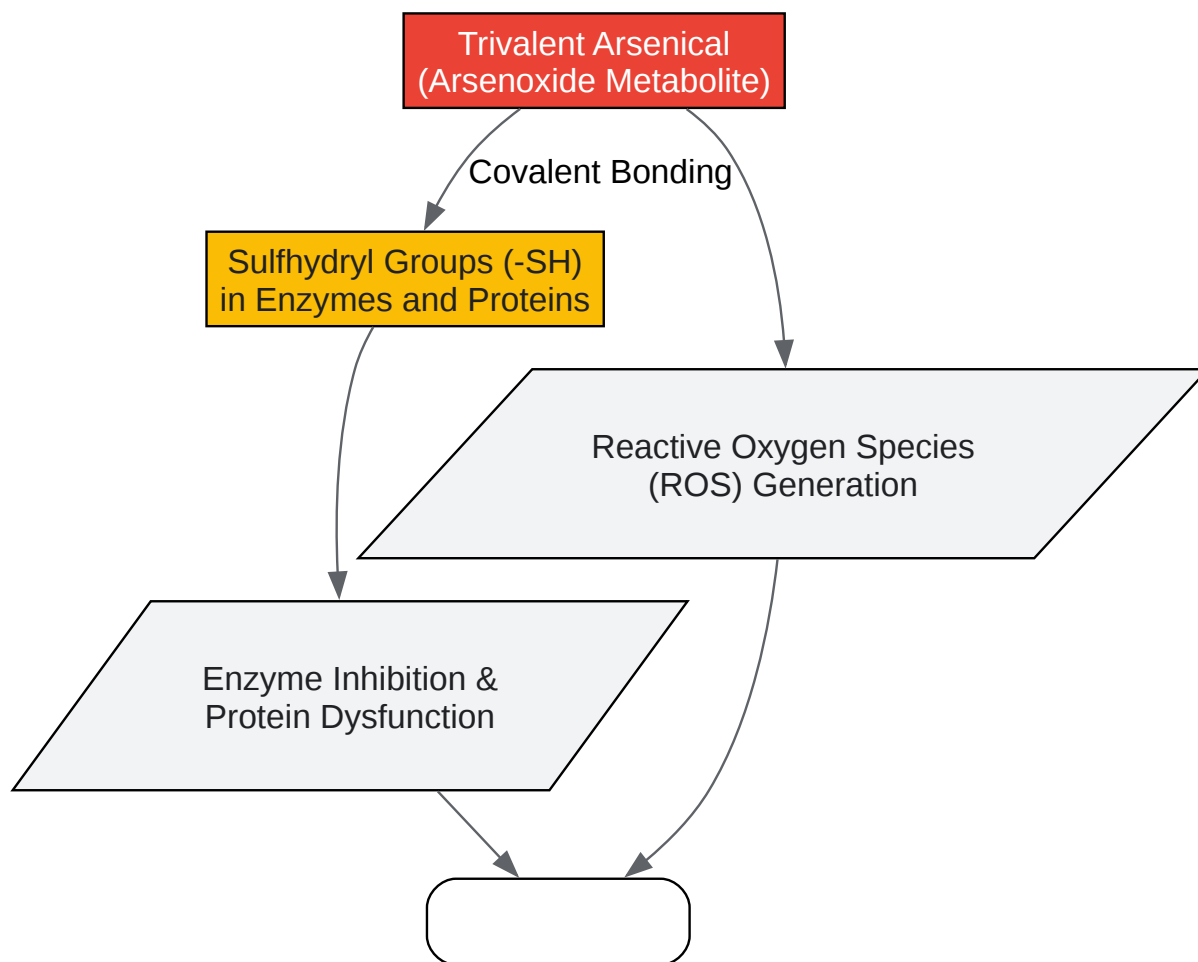 Trivalent Arsenical
(Arsenoxide Metabolite)
Covalent Bonding
Sulfhydryl Groups (-SH)
in Enzymes and Proteins
Reactive Oxygen Species
(ROS) Generation
Enzyme Inhibition &
Protein Dysfunction